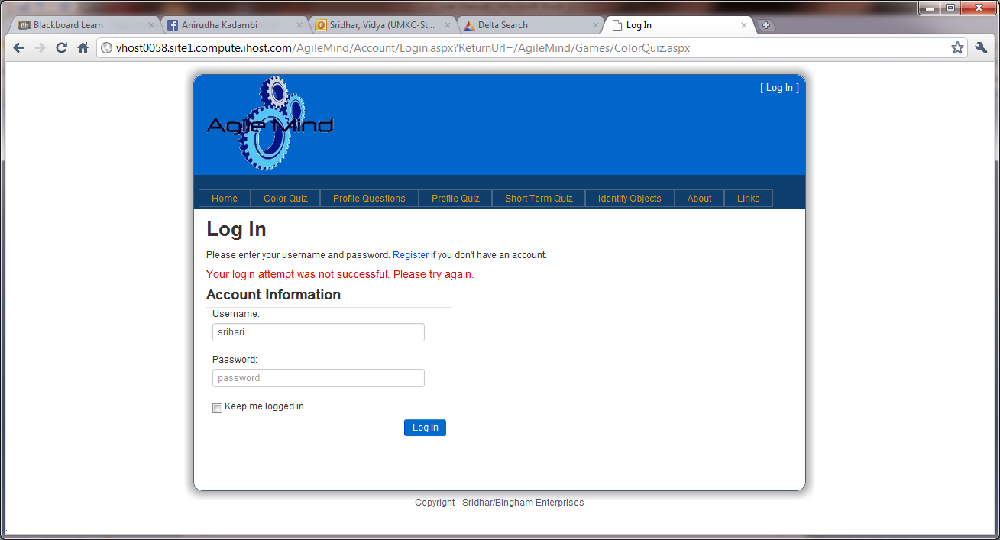 Blackboard Learn
Anirudha Kadambi
Sridhar, Vidya (UMKC-St...
Delta Search
Log In
vhost0058.site1.compute.ihost.com/AgileMind/Account/Login.aspx?ReturnUrl=/AgileMind/Games/ColorQuiz.aspx
[ Log In ]
Agile Mind
Home
Color Quiz
Profile Questions
Profile Quiz
Short Term Quiz
Identify Objects
About
Links
Log In
Please enter your username and password. Register if you don't have an account.
Your login attempt was not successful. Please try again.
Account Information
Username:
srihari
Password:
password
Keep me logged in
Log In
Copyright - Sridhar/Bingham Enterprises